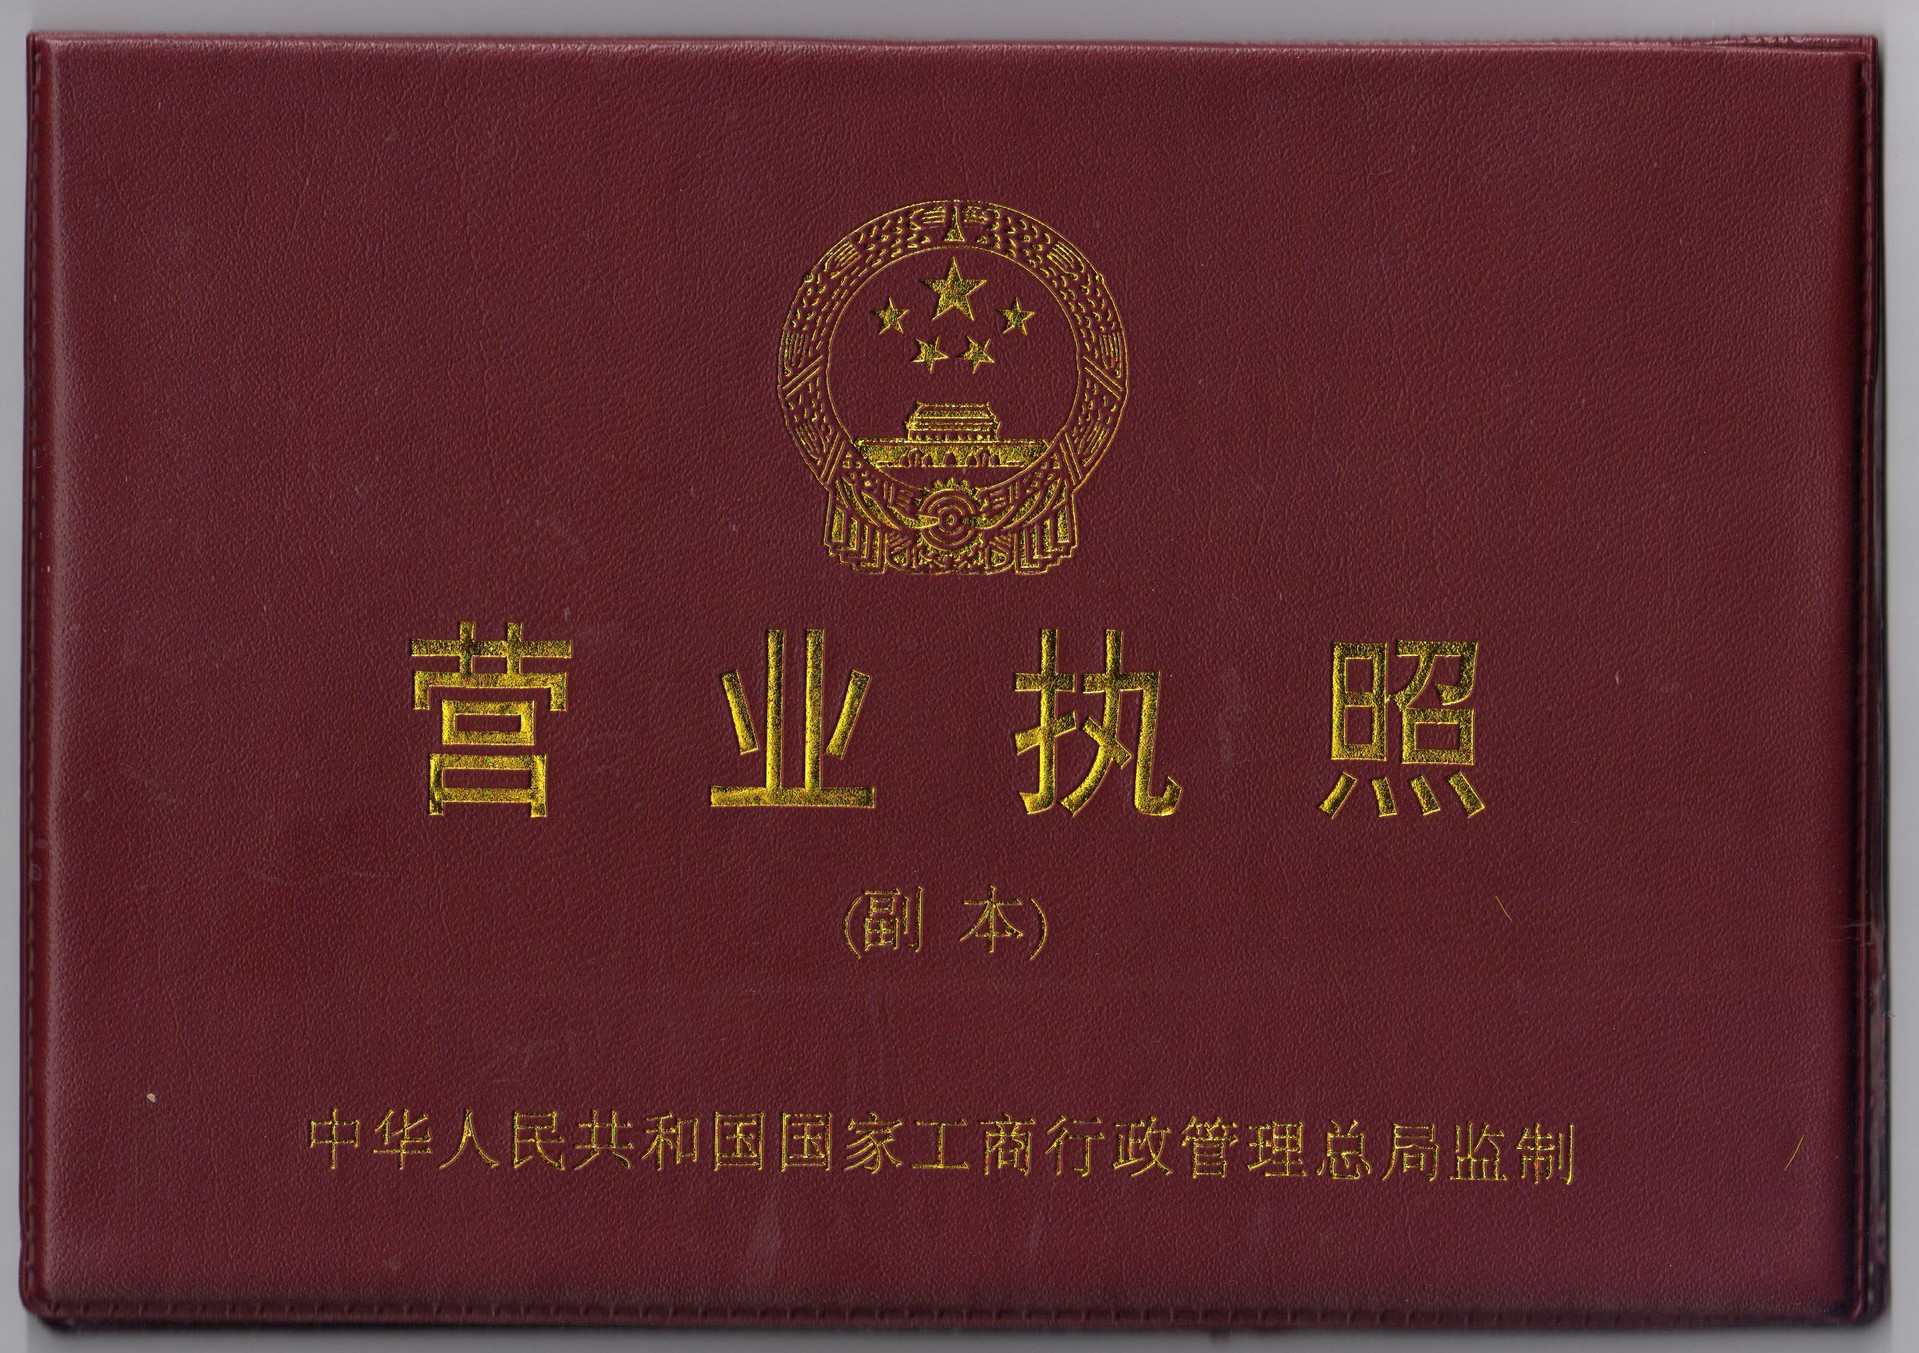 营业执照
(副本)
中华人民共和国国家工商行政管理总局监制